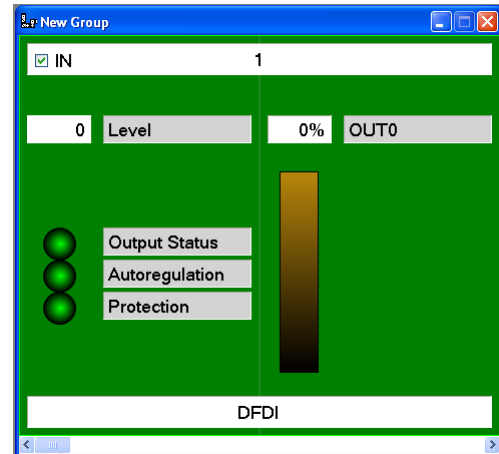 New Group
IN 1
0 Level 0% OUT0
Output Status
Autoregulation
Protection
DFDI